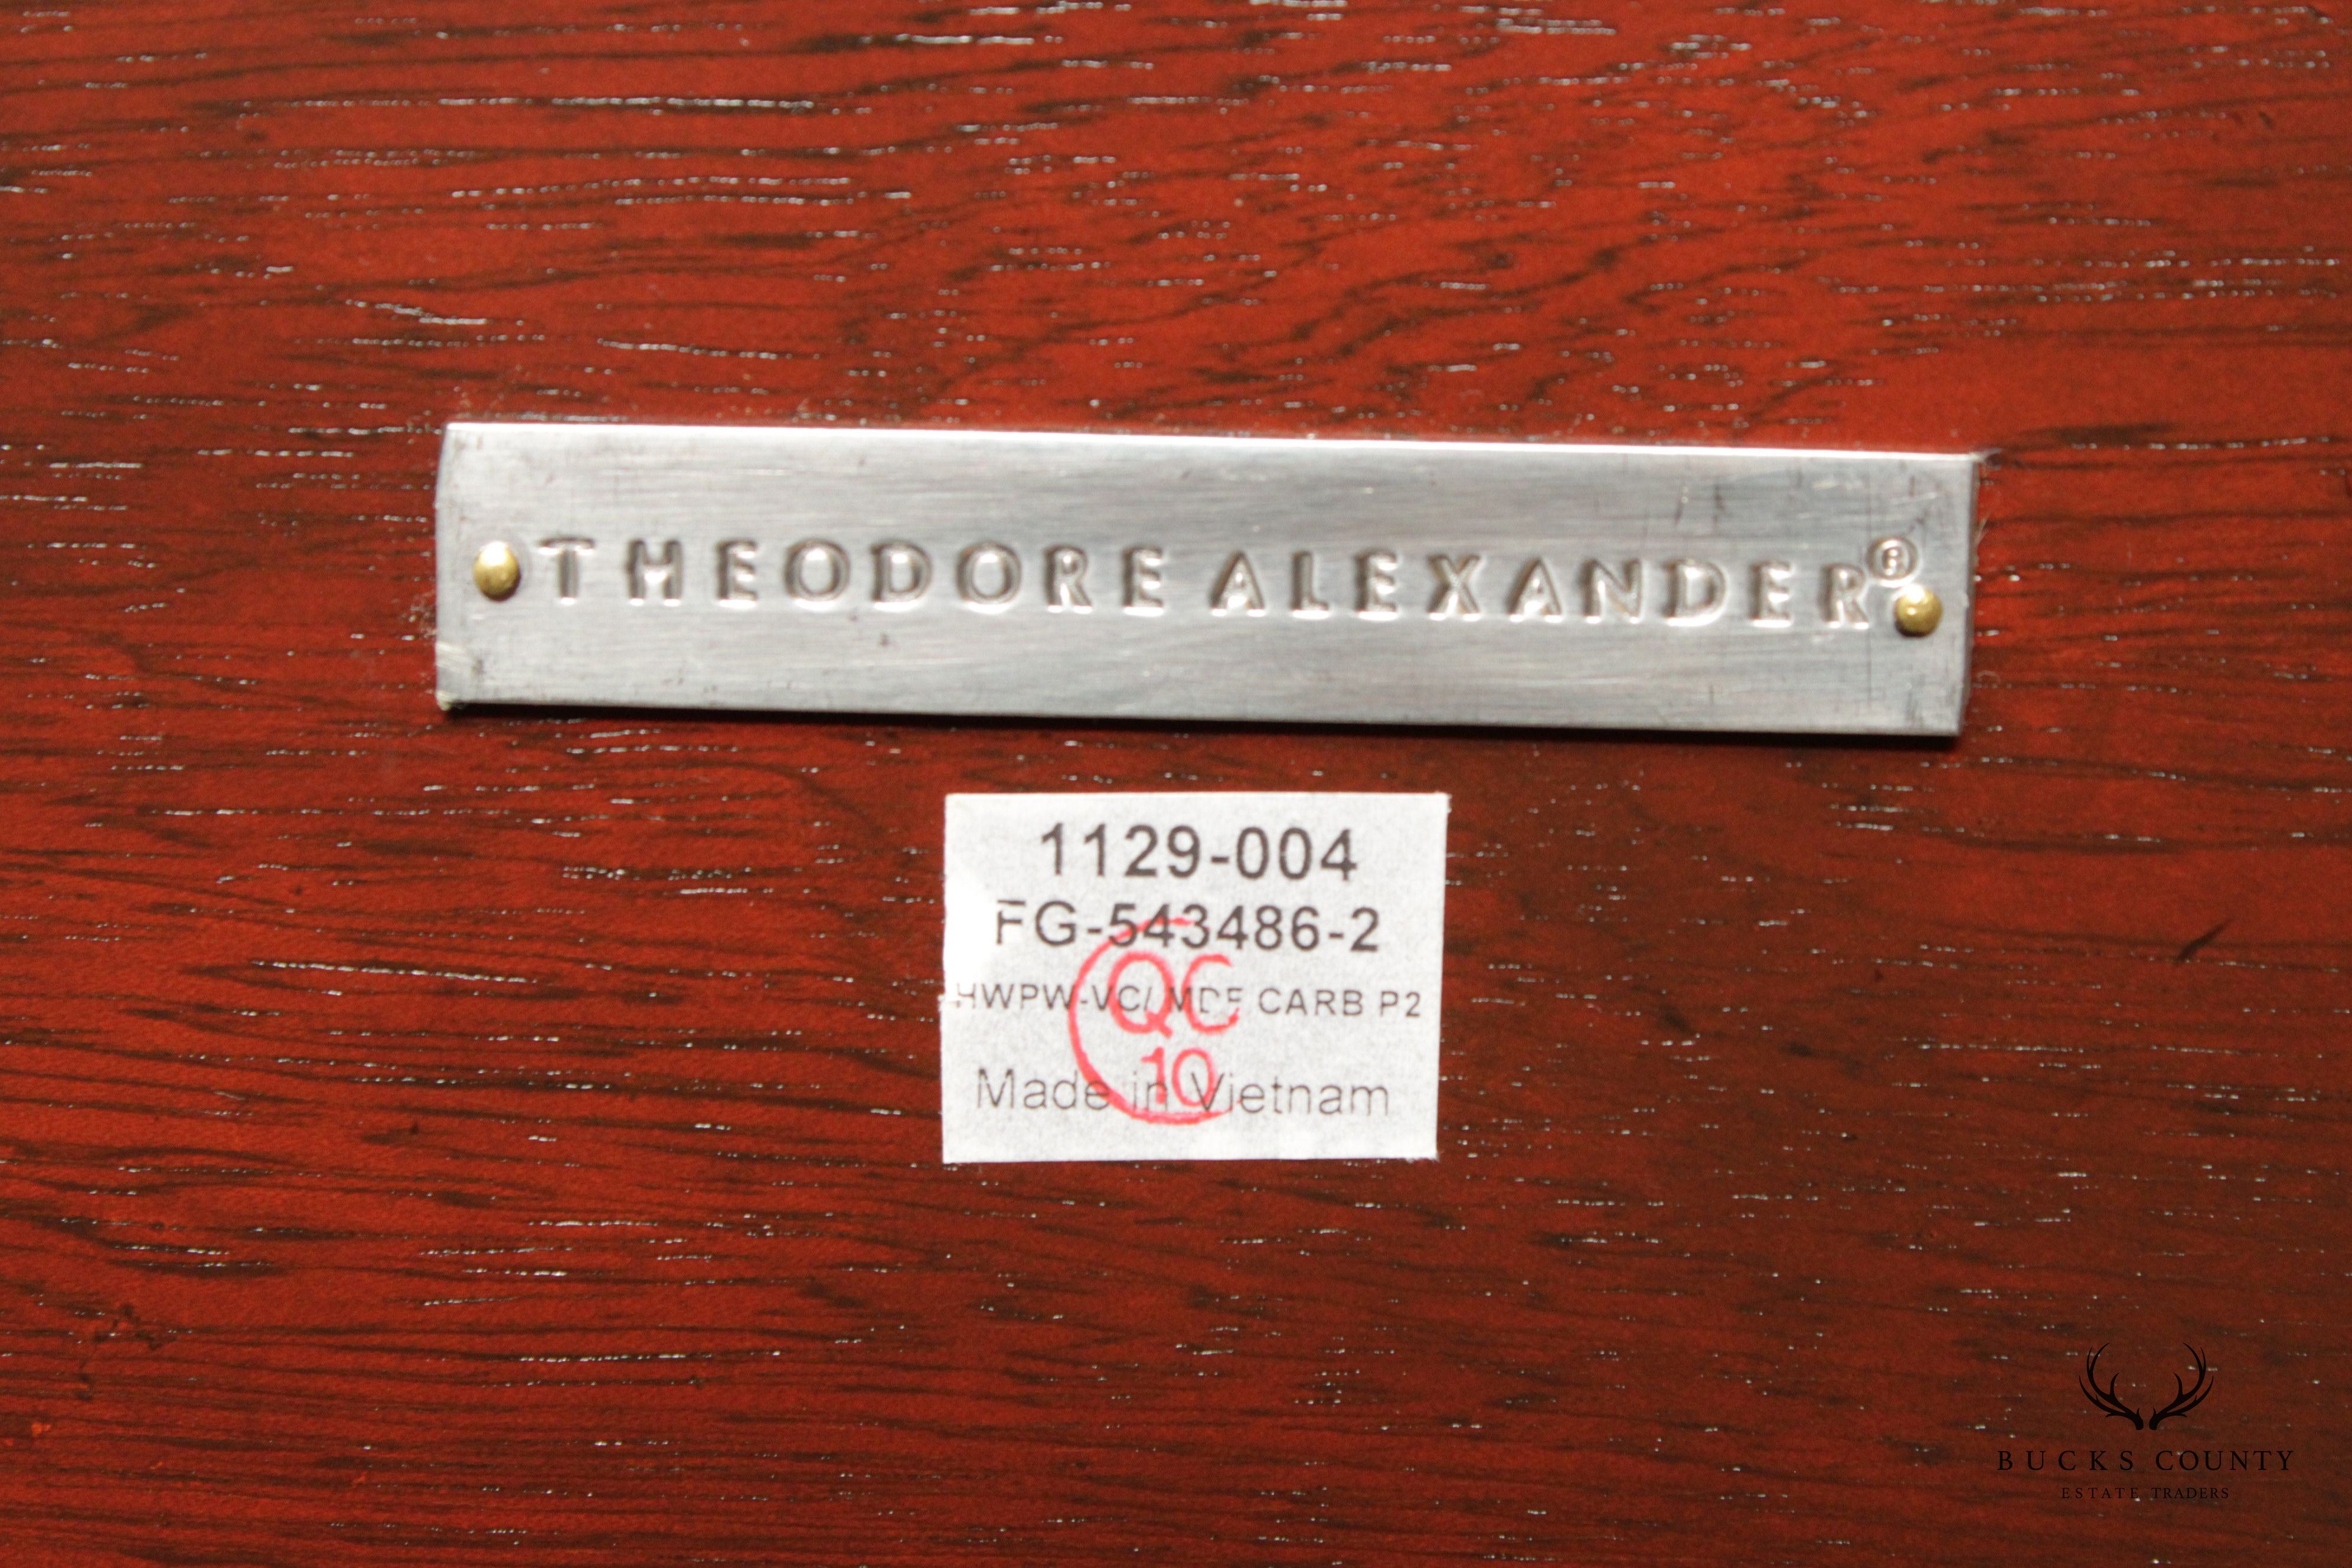 THEODORE ALEXANDER®
1129-004
FG-543486-2
HWPW-VC/ MDF CARB P2
QC
10
Made in Vietnam
BUCKS COUNTY
ESTATE TRADERS